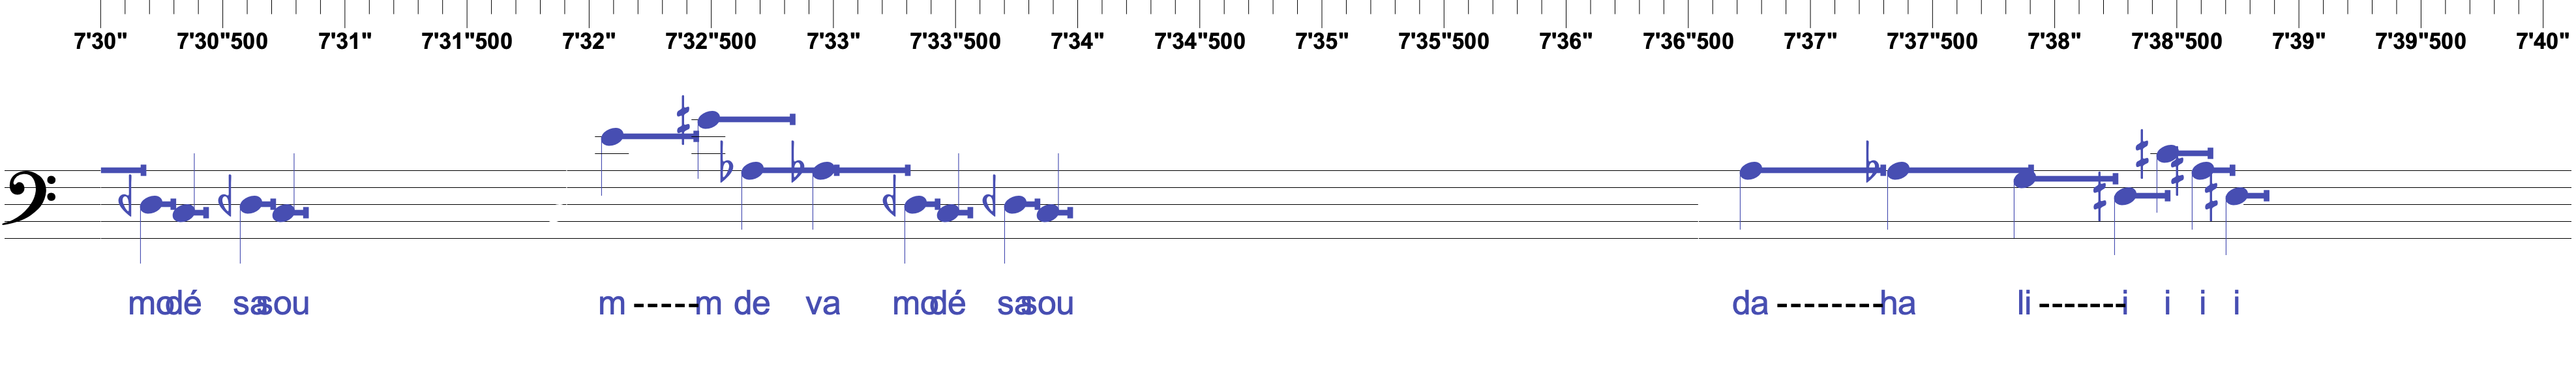 7'30" 7'30"500 7'31" 7'31"500 7'32" 7'32"500 7'33" 7'33"500 7'34" 7'34"500 7'35" 7'35"500 7'36" 7'36"500 7'37" 7'37"500 7'38" 7'38"500 7'39" 7'39"500 7'40"
mo dé sa sou m -----m de va mo dé sa sou da --------ha li -------i i i i